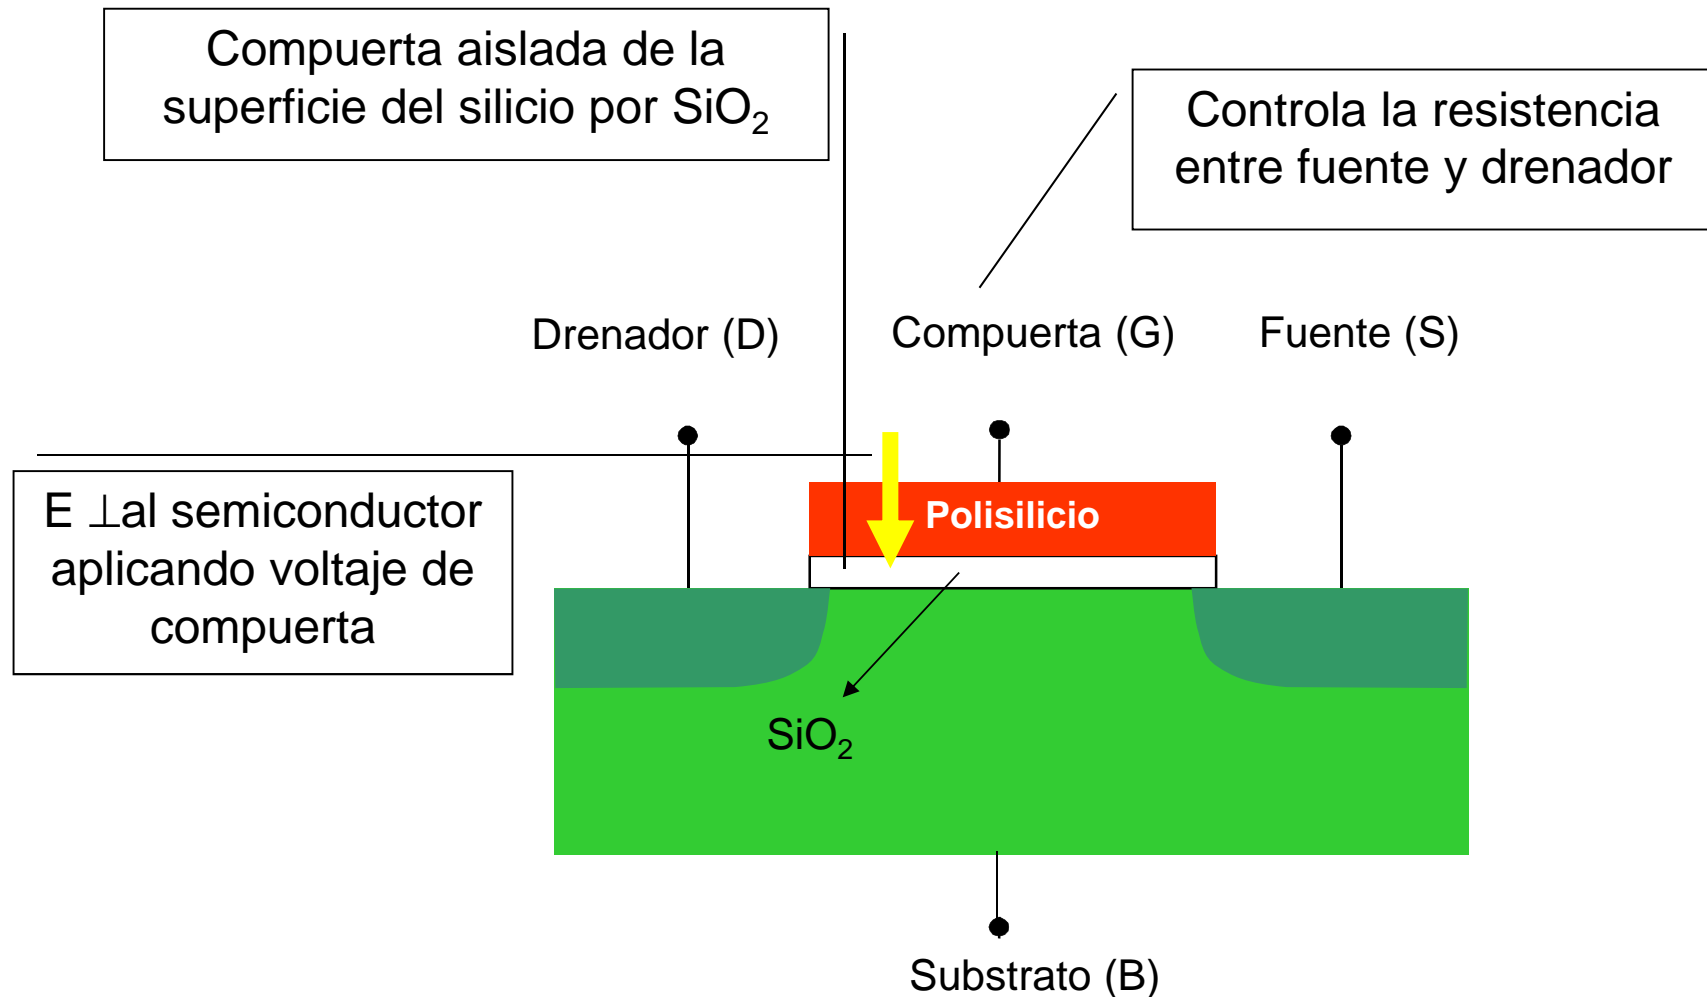 Compuerta aislada de la
superficie del silicio por SiO₂
Controla la resistencia
entre fuente y drenador
Drenador (D)
Compuerta (G)
Fuente (S)
E ⊥al semiconductor
aplicando voltaje de
compuerta
Polisilicio
SiO₂
Substrato (B)